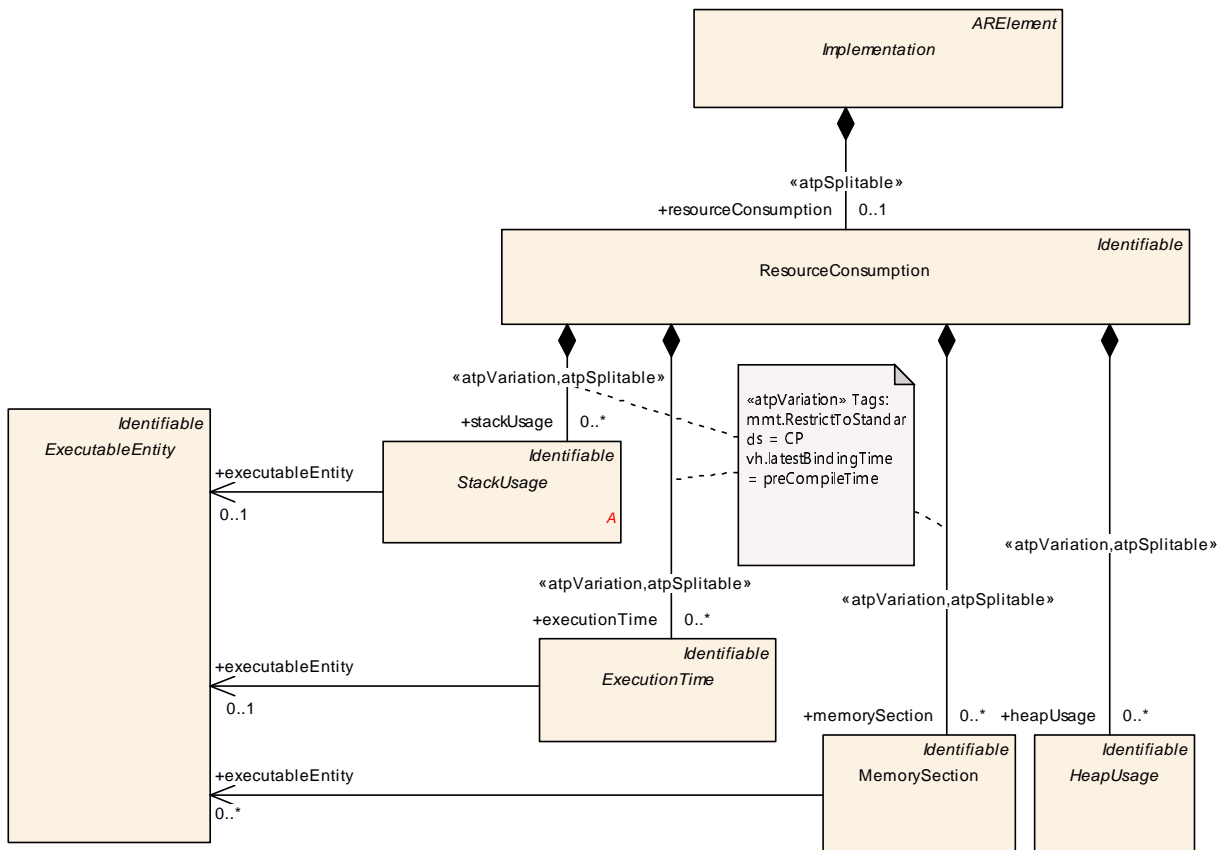 ARElement
Implementation
«atpSplitable»
+resourceConsumption 0..1
Identifiable
ResourceConsumption
«atpVariation,atpSplitable»
+stackUsage 0..*
«atpVariation» Tags:
mmt.RestrictToStandar
ds = CP
vh.latestBindingTime
= preCompileTime
Identifiable
ExecutableEntity
Identifiable
StackUsage
A
+executableEntity
0..1
«atpVariation,atpSplitable»
«atpVariation,atpSplitable»
«atpVariation,atpSplitable»
+executionTime 0..*
Identifiable
ExecutionTime
+executableEntity
0..1
+memorySection 0..*
+heapUsage 0..*
Identifiable
MemorySection
Identifiable
HeapUsage
+executableEntity
0..*